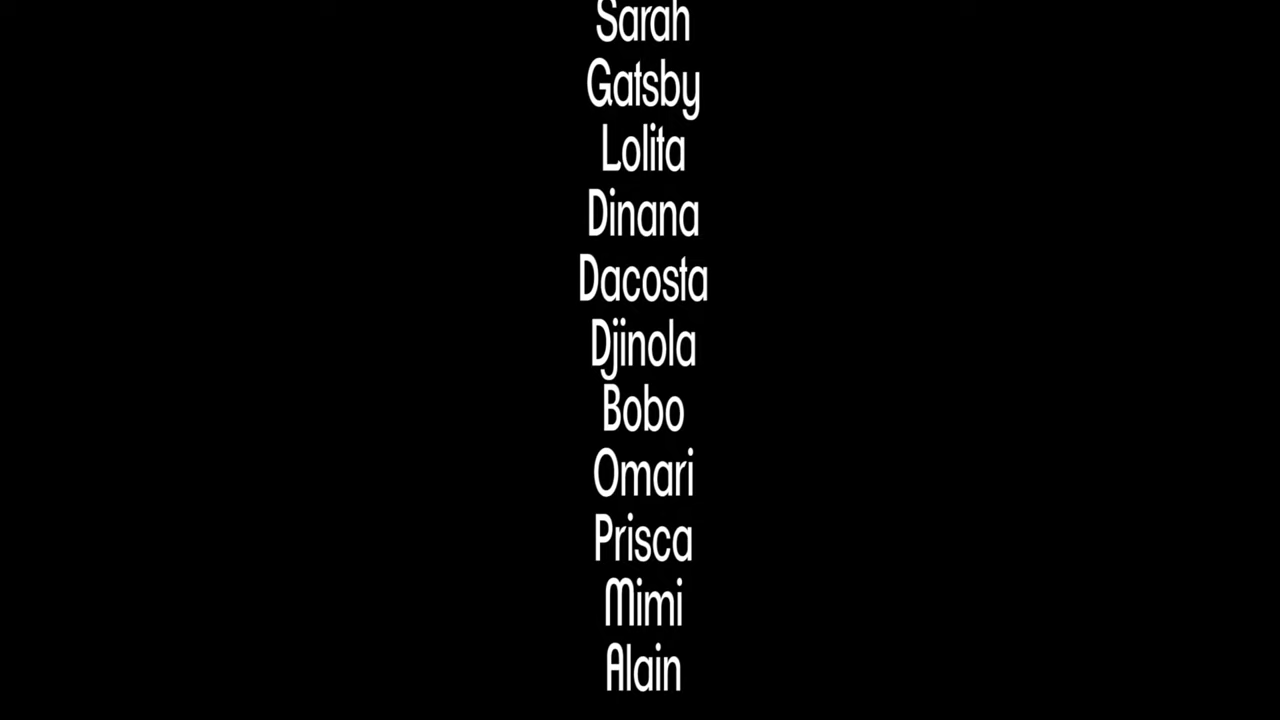 Sarah
Gatsby
Lolita
Dinana
Dacosta
Djinola
Bobo
Omari
Prisca
Mimi
Alain